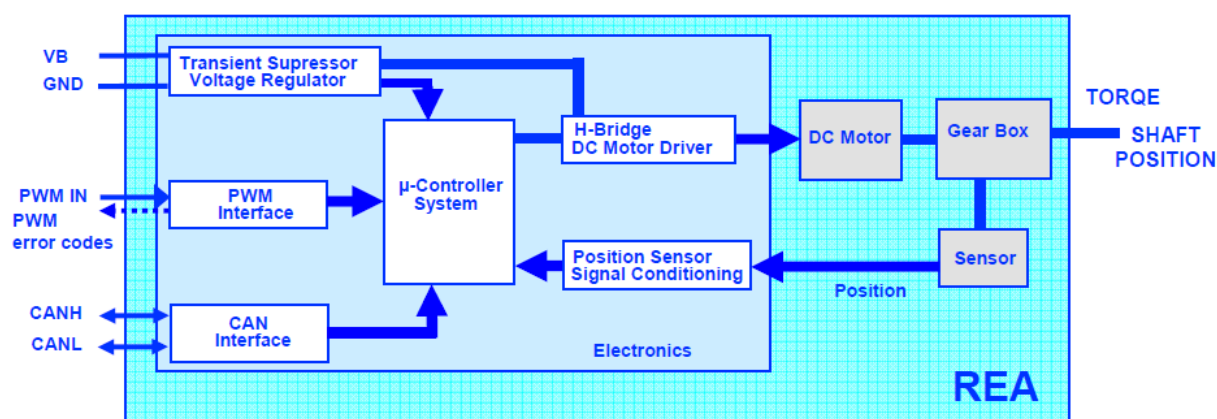 VB
GND
Transient Supressor
Voltage Regulator
H-Bridge
DC Motor Driver
DC Motor
Gear Box
TORQE
SHAFT
POSITION
PWM IN
PWM
error codes
PWM
Interface
µ-Controller
System
Position Sensor
Signal Conditioning
Sensor
Position
CANH
CANL
CAN
Interface
Electronics
REA